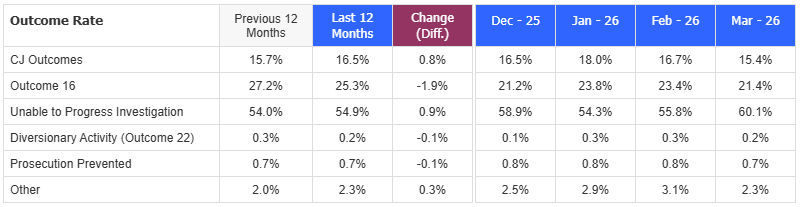 Outcome Rate Previous 12 Months Last 12 Months Change (Diff.) Dec - 25 Jan - 26 Feb - 26 Mar - 26
CJ Outcomes 15.7% 16.5% 0.8% 16.5% 18.0% 16.7% 15.4%
Outcome 16 27.2% 25.3% -1.9% 21.2% 23.8% 23.4% 21.4%
Unable to Progress Investigation 54.0% 54.9% 0.9% 58.9% 54.3% 55.8% 60.1%
Diversionary Activity (Outcome 22) 0.3% 0.2% -0.1% 0.1% 0.3% 0.3% 0.2%
Prosecution Prevented 0.7% 0.7% -0.1% 0.8% 0.8% 0.8% 0.7%
Other 2.0% 2.3% 0.3% 2.5% 2.9% 3.1% 2.3%